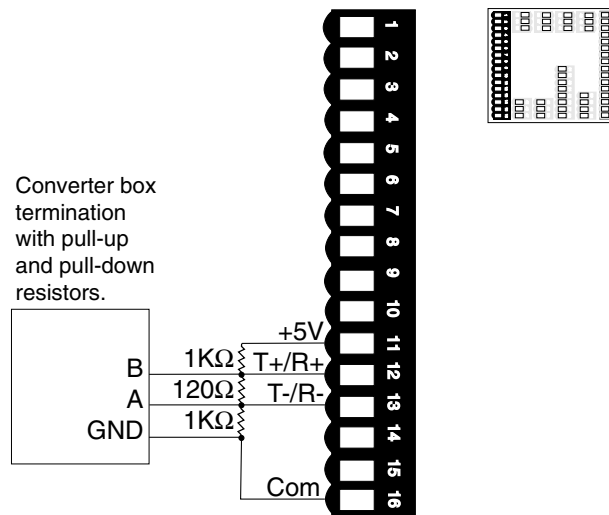 1
2
3
4
5
6
7
8
9
10
11
12
13
14
15
16
Converter box
termination
with pull-up
and pull-down
resistors.
+5V
B 1KΩ T+/R+
A 120Ω T-/R-
GND 1KΩ
Com